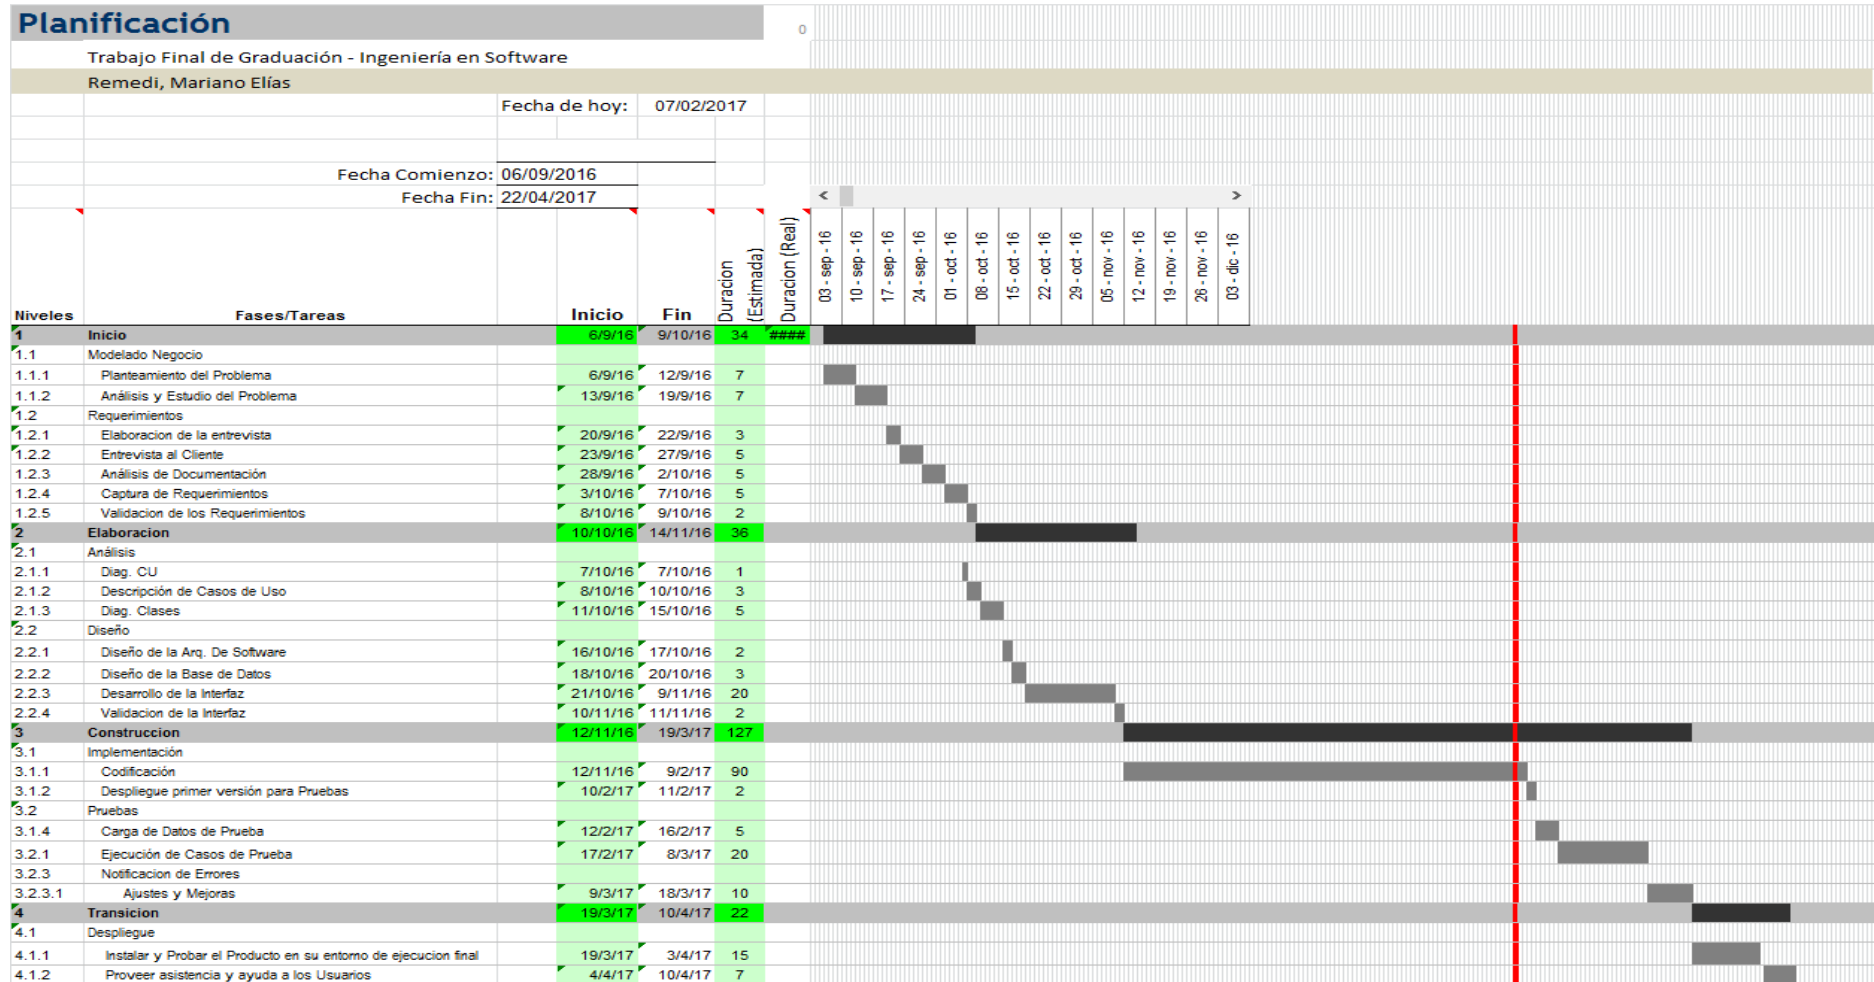 Planificación
0
Trabajo Final de Graduación - Ingeniería en Software
Remedi, Mariano Elías
Fecha de hoy: 07/02/2017
Fecha Comienzo: 06/09/2016
Fecha Fin: 22/04/2017
< >
Niveles Fases/Tareas Inicio Fin Duracion (Estimada) Duracion (Real) 03 - sep - 16 10 - sep - 16 17 - sep - 16 24 - sep - 16 01 - oct - 16 08 - oct - 16 15 - oct - 16 22 - oct - 16 29 - oct - 16 05 - nov - 16 12 - nov - 16 19 - nov - 16 26 - nov - 16 03 - dic - 16
1 Inicio 6/9/16 9/10/16 34 ####
1.1 Modelado Negocio
1.1.1 Planteamiento del Problema 6/9/16 12/9/16 7
1.1.2 Análisis y Estudio del Problema 13/9/16 19/9/16 7
1.2 Requerimientos
1.2.1 Elaboracion de la entrevista 20/9/16 22/9/16 3
1.2.2 Entrevista al Cliente 23/9/16 27/9/16 5
1.2.3 Análisis de Documentación 28/9/16 2/10/16 5
1.2.4 Captura de Requerimientos 3/10/16 7/10/16 5
1.2.5 Validacion de los Requerimientos 8/10/16 9/10/16 2
2 Elaboracion 10/10/16 14/11/16 36
2.1 Análisis
2.1.1 Diag. CU 7/10/16 7/10/16 1
2.1.2 Descripción de Casos de Uso 8/10/16 10/10/16 3
2.1.3 Diag. Clases 11/10/16 15/10/16 5
2.2 Diseño
2.2.1 Diseño de la Arq. De Software 16/10/16 17/10/16 2
2.2.2 Diseño de la Base de Datos 18/10/16 20/10/16 3
2.2.3 Desarrollo de la Interfaz 21/10/16 9/11/16 20
2.2.4 Validacion de la Interfaz 10/11/16 11/11/16 2
3 Construccion 12/11/16 19/3/17 127
3.1 Implementación
3.1.1 Codificación 12/11/16 9/2/17 90
3.1.2 Despliegue primer versión para Pruebas 10/2/17 11/2/17 2
3.2 Pruebas
3.1.4 Carga de Datos de Prueba 12/2/17 16/2/17 5
3.2.1 Ejecución de Casos de Prueba 17/2/17 8/3/17 20
3.2.3 Notificacion de Errores
3.2.3.1 Ajustes y Mejoras 9/3/17 18/3/17 10
4 Transicion 19/3/17 10/4/17 22
4.1 Despliegue
4.1.1 Instalar y Probar el Producto en su entorno de ejecucion final 19/3/17 3/4/17 15
4.1.2 Proveer asistencia y ayuda a los Usuarios 4/4/17 10/4/17 7